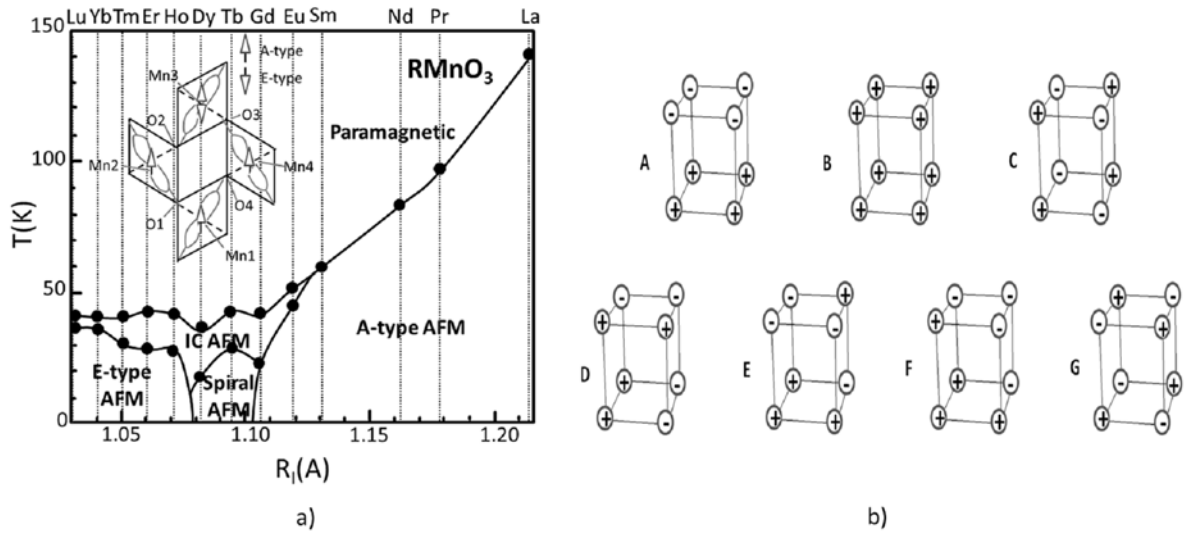 Lu Yb Tm Er Ho Dy Tb Gd Eu Sm Nd Pr La
150
100
50
0
T(K)
A-type
E-type
RMnO3
Mn3
O2
O3
Mn2
Mn4
O1
O4
Mn1
Paramagnetic
IC AFM
A-type AFM
E-type
AFM
Spiral
AFM
1.05 1.10 1.15 1.20
RI(A)
a)
- - - - A + + + +
+ + + + B + + + +
- + + - C - + + -
- - + + D + - + -
- + - - E + - + +
- - + - F + - + +
+ - - + G - + + -
b)